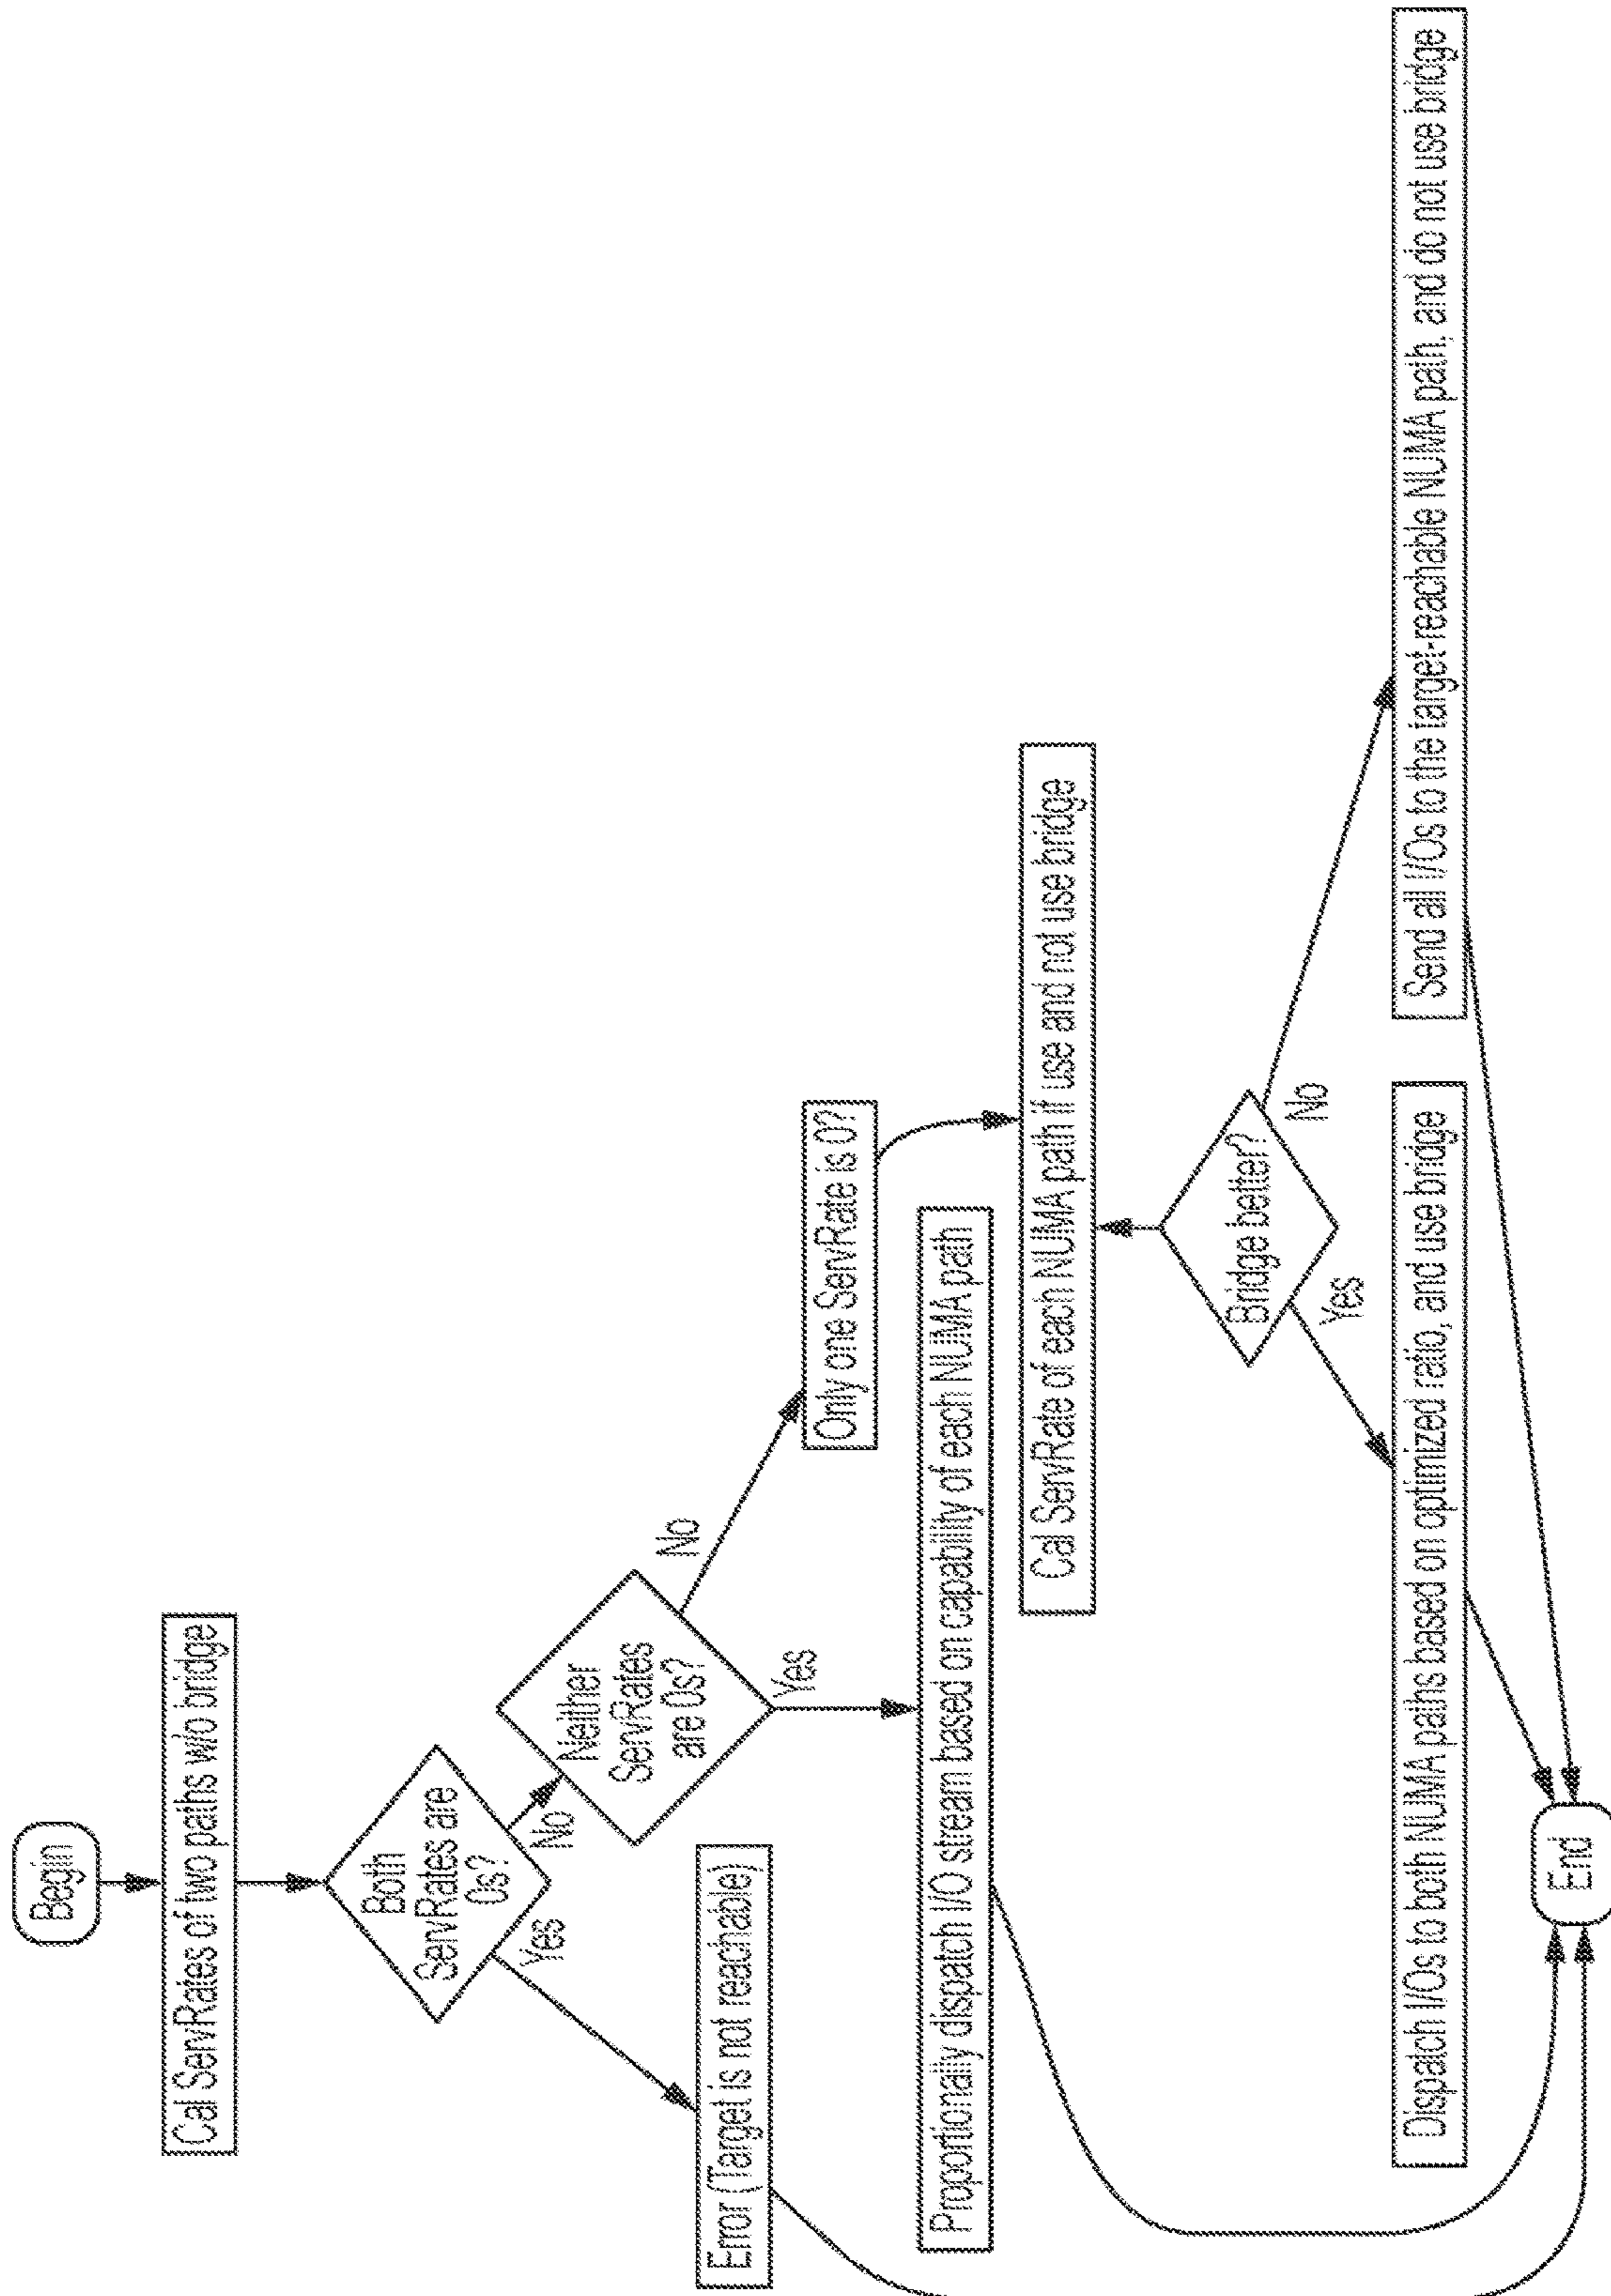 Begin
Cal ServRates of two paths w/o bridge
Both
ServRates are
0s?
Yes
No
Neither
ServRates
are 0s?
Yes
No
Error (Target is not reachable)
Only one ServRate is 0?
Proportionally dispatch I/O stream based on capability of each NUMA path
Cal ServRate of each NUMA path if use and not use bridge
Bridge better?
Yes
No
Dispatch I/Os to both NUMA paths based on optimized ratio, and use bridge
Send all I/Os to the target-reachable NUMA path, and do not use bridge
End